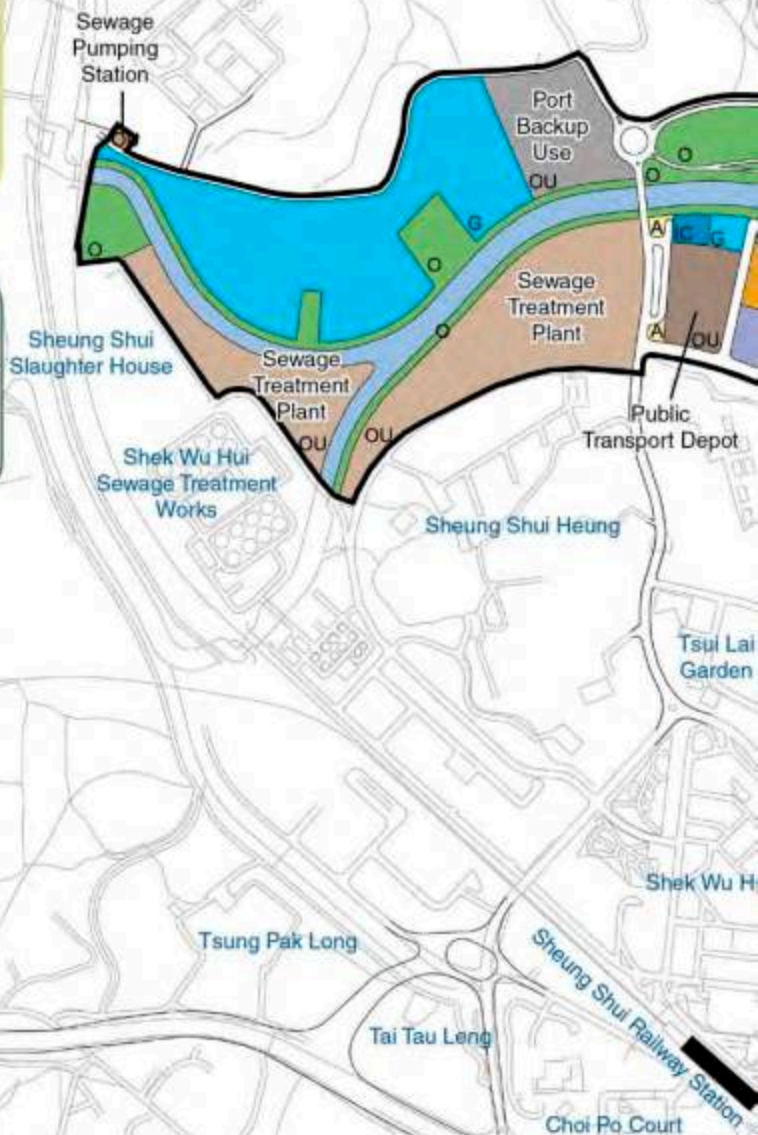 Sewage
Pumping
Station
O
Port
Backup
Use
OU
O
O
G
A
IC
G
O
O
Sewage
Treatment
Plant
O
A
OU
Sheung Shui
Slaughter House
Sewage
Treatment
Plant
OU
OU
Public
Transport Depot
Shek Wu Hui
Sewage Treatment
Works
Sheung Shui Heung
Tsui Lai
Garden
Shek Wu H
Tsung Pak Long
Sheung Shui Railway Station
Tai Tau Leng
Choi Po Court